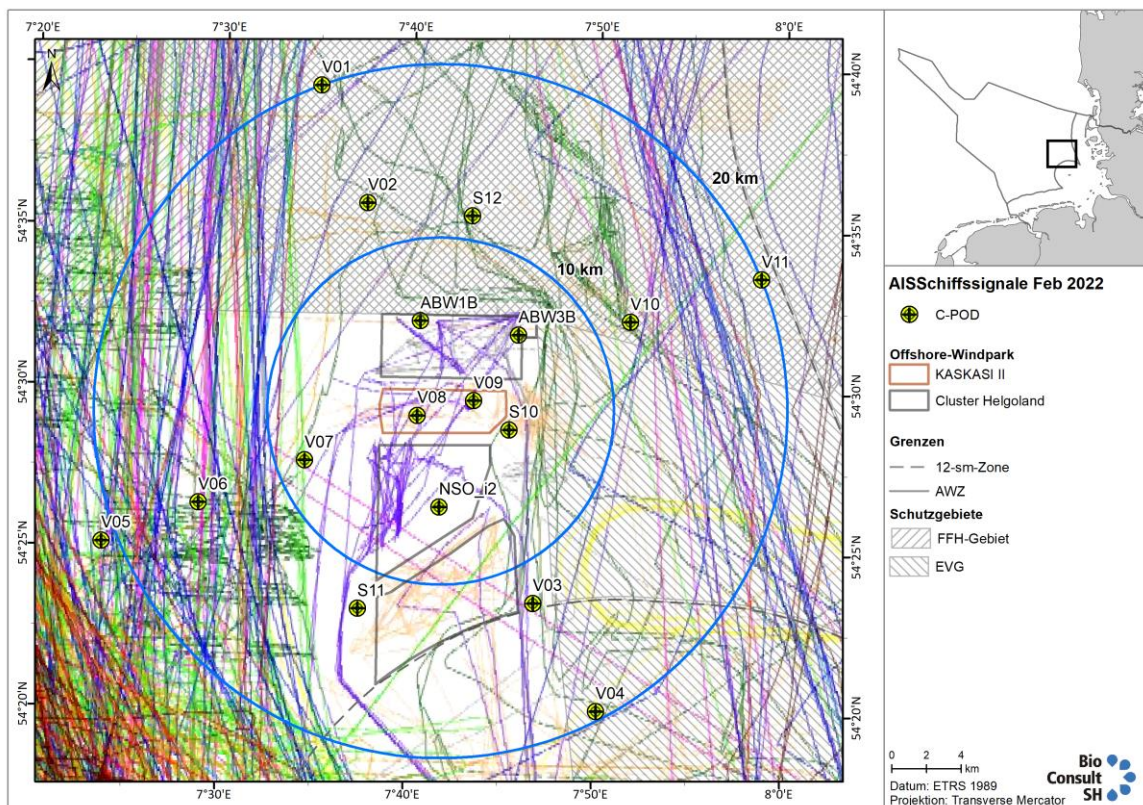 7°20'E
7°30'E
7°40'E
7°50'E
8°0'E
N
V01
54°40'N
54°40'N
20 km
V02
S12
54°35'N
54°35'N
10 km
V11
ABW1B
V10
ABW3B
54°30'N
54°30'N
V09
V08
S10
V07
NSO_i2
V06
V05
54°25'N
54°25'N
S11
V03
54°20'N
54°20'N
V04
7°30'E
7°40'E
7°50'E
8°0'E
AISSchiffssignale Feb 2022
C-POD
Offshore-Windpark
KASKASI II
Cluster Helgoland
Grenzen
12-sm-Zone
AWZ
Schutzgebiete
FFH-Gebiet
EVG
0 2 4
km
Datum: ETRS 1989
Projektion: Transverse Mercator
Bio
Consult
SH